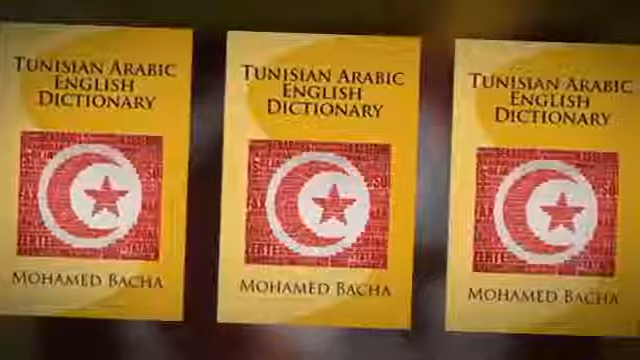 TUNISIAN ARABIC
ENGLISH
DICTIONARY
MOHAMED BACHA
TUNISIAN ARABIC
ENGLISH
DICTIONARY
MOHAMED BACHA
TUNISIAN ARABIC
ENGLISH
DICTIONARY
MOHAMED BACHA